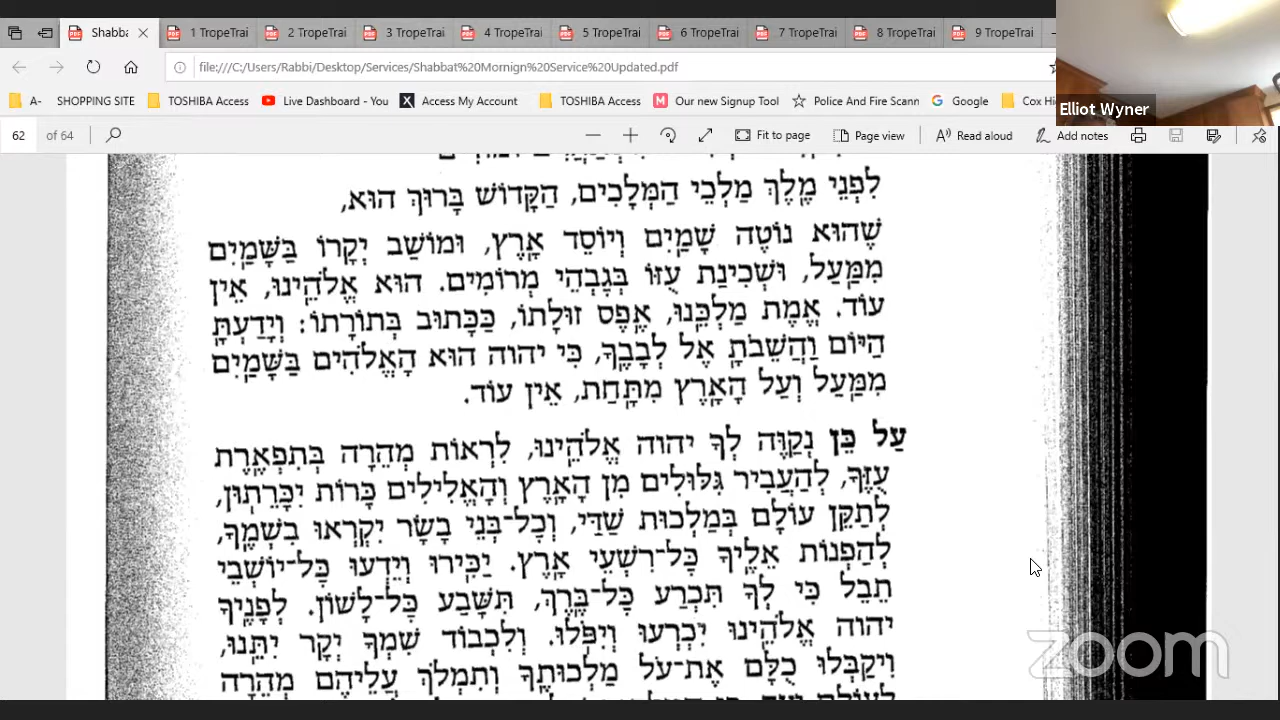 Shabba
1 TropeTrai
2 TropeTrai
3 TropeTrai
4 TropeTrai
5 TropeTrai
6 TropeTrai
7 TropeTrai
8 TropeTrai
9 TropeTrai
file:///C:/Users/Rabbi/Desktop/Services/Shabbat%20Mornign%20Service%20Updated.pdf
A- SHOPPING SITE
TOSHIBA Access
Live Dashboard - You
Access My Account
TOSHIBA Access
Our new Signup Tool
Police And Fire Scann
Google
Cox Hi
Elliot Wyner
62 of 64
Fit to page
Page view
Read aloud
Add notes
לִפְנֵי מֶֽלֶךְ מַלְכֵי הַמְּלָכִים, הַקָּדוֹשׁ בָּרוּךְ הוּא,
שֶׁהוּא נוֹטֶה שָׁמַֽיִם וְיוֹסֵד אָֽרֶץ, וּמוֹשַׁב יְקָרוֹ בַּשָּׁמַֽיִם
מִמַּֽעַל, וּשְׁכִינַת עֻזּוֹ בְּגָבְהֵי מְרוֹמִים. הוּא אֱלֹהֵֽינוּ, אֵין
עוֹד. אֱמֶת מַלְכֵּֽנוּ, אֶֽפֶס זוּלָתוֹ, כַּכָּתוּב בְּתוֹרָתוֹ: וְיָדַעְתָּ֫
הַיּוֹם וַהֲשֵׁבֹתָ֫ אֶל לְבָבֶֽךָ, כִּי יהוה הוּא הָאֱלֹהִים בַּשָּׁמַֽיִם
מִמַּֽעַל וְעַל הָאָֽרֶץ מִתָּֽחַת, אֵין עוֹד.
עַל כֵּן נְקַוֶּה לְּךָ יהוה אֱלֹהֵֽינוּ, לִרְאוֹת מְהֵרָה בְּתִפְאֶֽרֶת
עֻזֶּֽךָ, לְהַעֲבִיר גִּלּוּלִים מִן הָאָֽרֶץ וְהָאֱלִילִים כָּרוֹת יִכָּרֵתוּן,
לְתַקֵּן עוֹלָם בְּמַלְכוּת שַׁדַּי, וְכָל־בְּנֵי בָשָׂר יִקְרְאוּ בִשְׁמֶֽךָ,
לְהַפְנוֹת אֵלֶֽיךָ כָּל־רִשְׁעֵי אָֽרֶץ. יַכִּֽירוּ וְיֵדְעוּ כָּל־יוֹשְׁבֵי
תֵבֵל כִּי לְךָ תִּכְרַע כָּל־בֶּֽרֶךְ, תִּשָּׁבַע כָּל־לָשׁוֹן. לְפָנֶֽיךָ
יהוה אֱלֹהֵֽינוּ יִכְרְעוּ וְיִפֹּֽלוּ. וְלִכְבוֹד שִׁמְךָ יְקָר יִתֵּֽנוּ,
וִיקַבְּלוּ כֻלָּם אֶת־עֹל מַלְכוּתֶֽךָ וְתִמְלֹךְ עֲלֵיהֶם מְהֵרָה
zoom